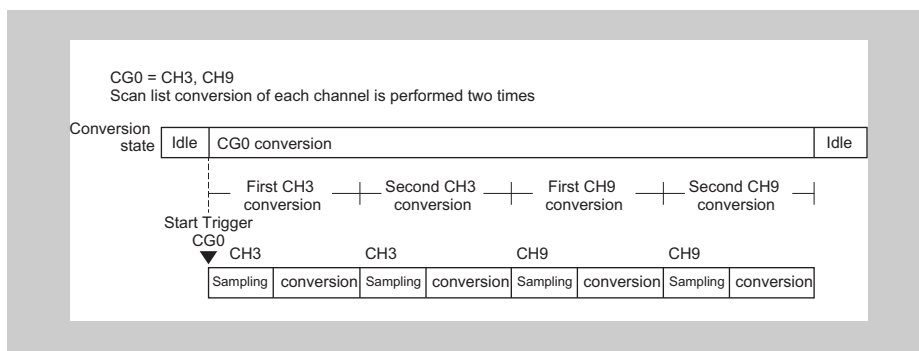 CG0 = CH3, CH9
Scan list conversion of each channel is performed two times
Conversion
state
Idle
CG0 conversion
Idle
First CH3
conversion
Second CH3
conversion
First CH9
conversion
Second CH9
conversion
Start Trigger
CG0
CH3
CH3
CH9
CH9
Sampling
conversion
Sampling
conversion
Sampling
conversion
Sampling
conversion